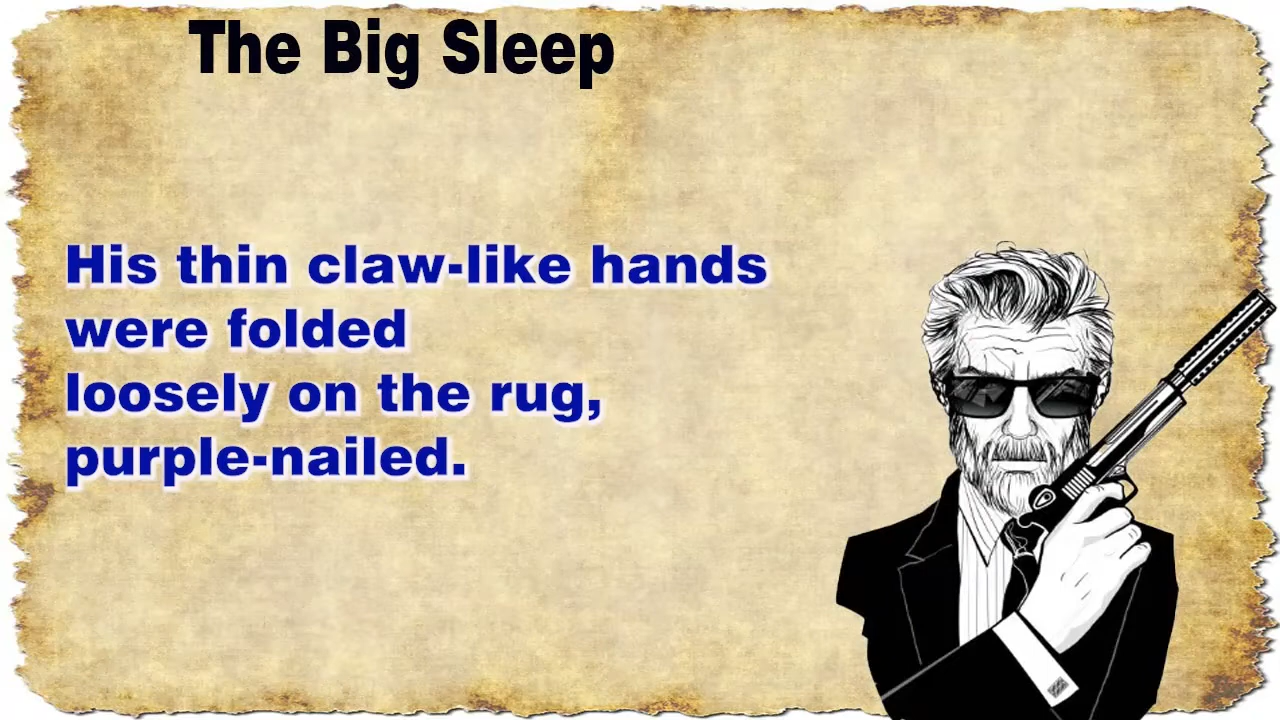 The Big Sleep
His thin claw-like hands
were folded
loosely on the rug,
purple-nailed.